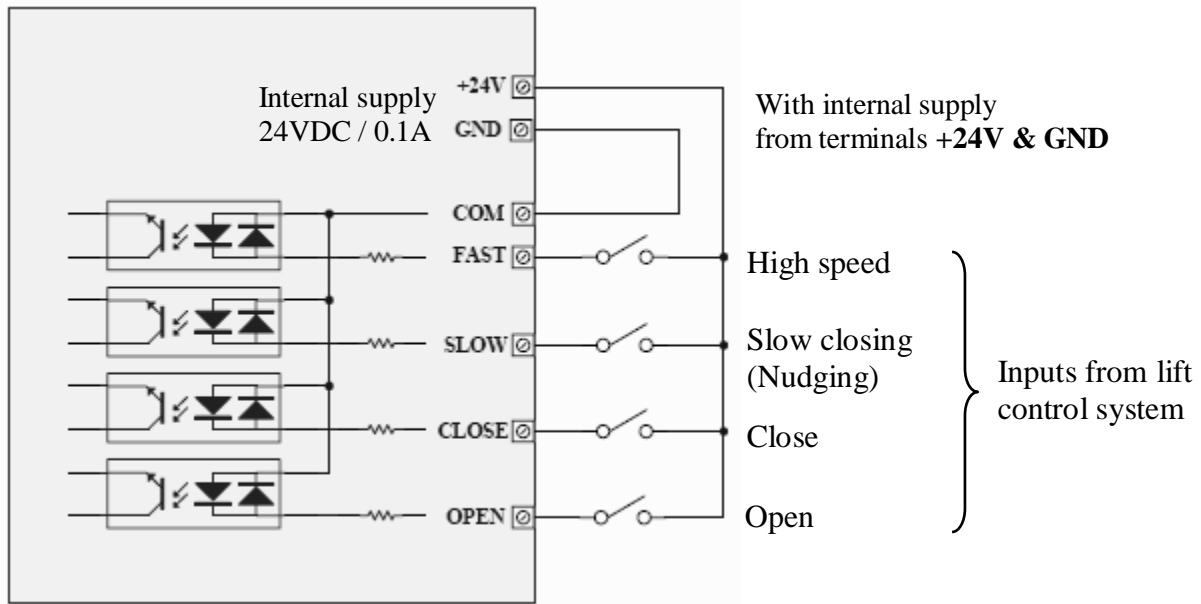 +24V
Internal supply
24VDC / 0.1A
GND
With internal supply
from terminals +24V & GND
COM
FAST
High speed
SLOW
Slow closing
(Nudging)
Inputs from lift
control system
CLOSE
Close
OPEN
Open